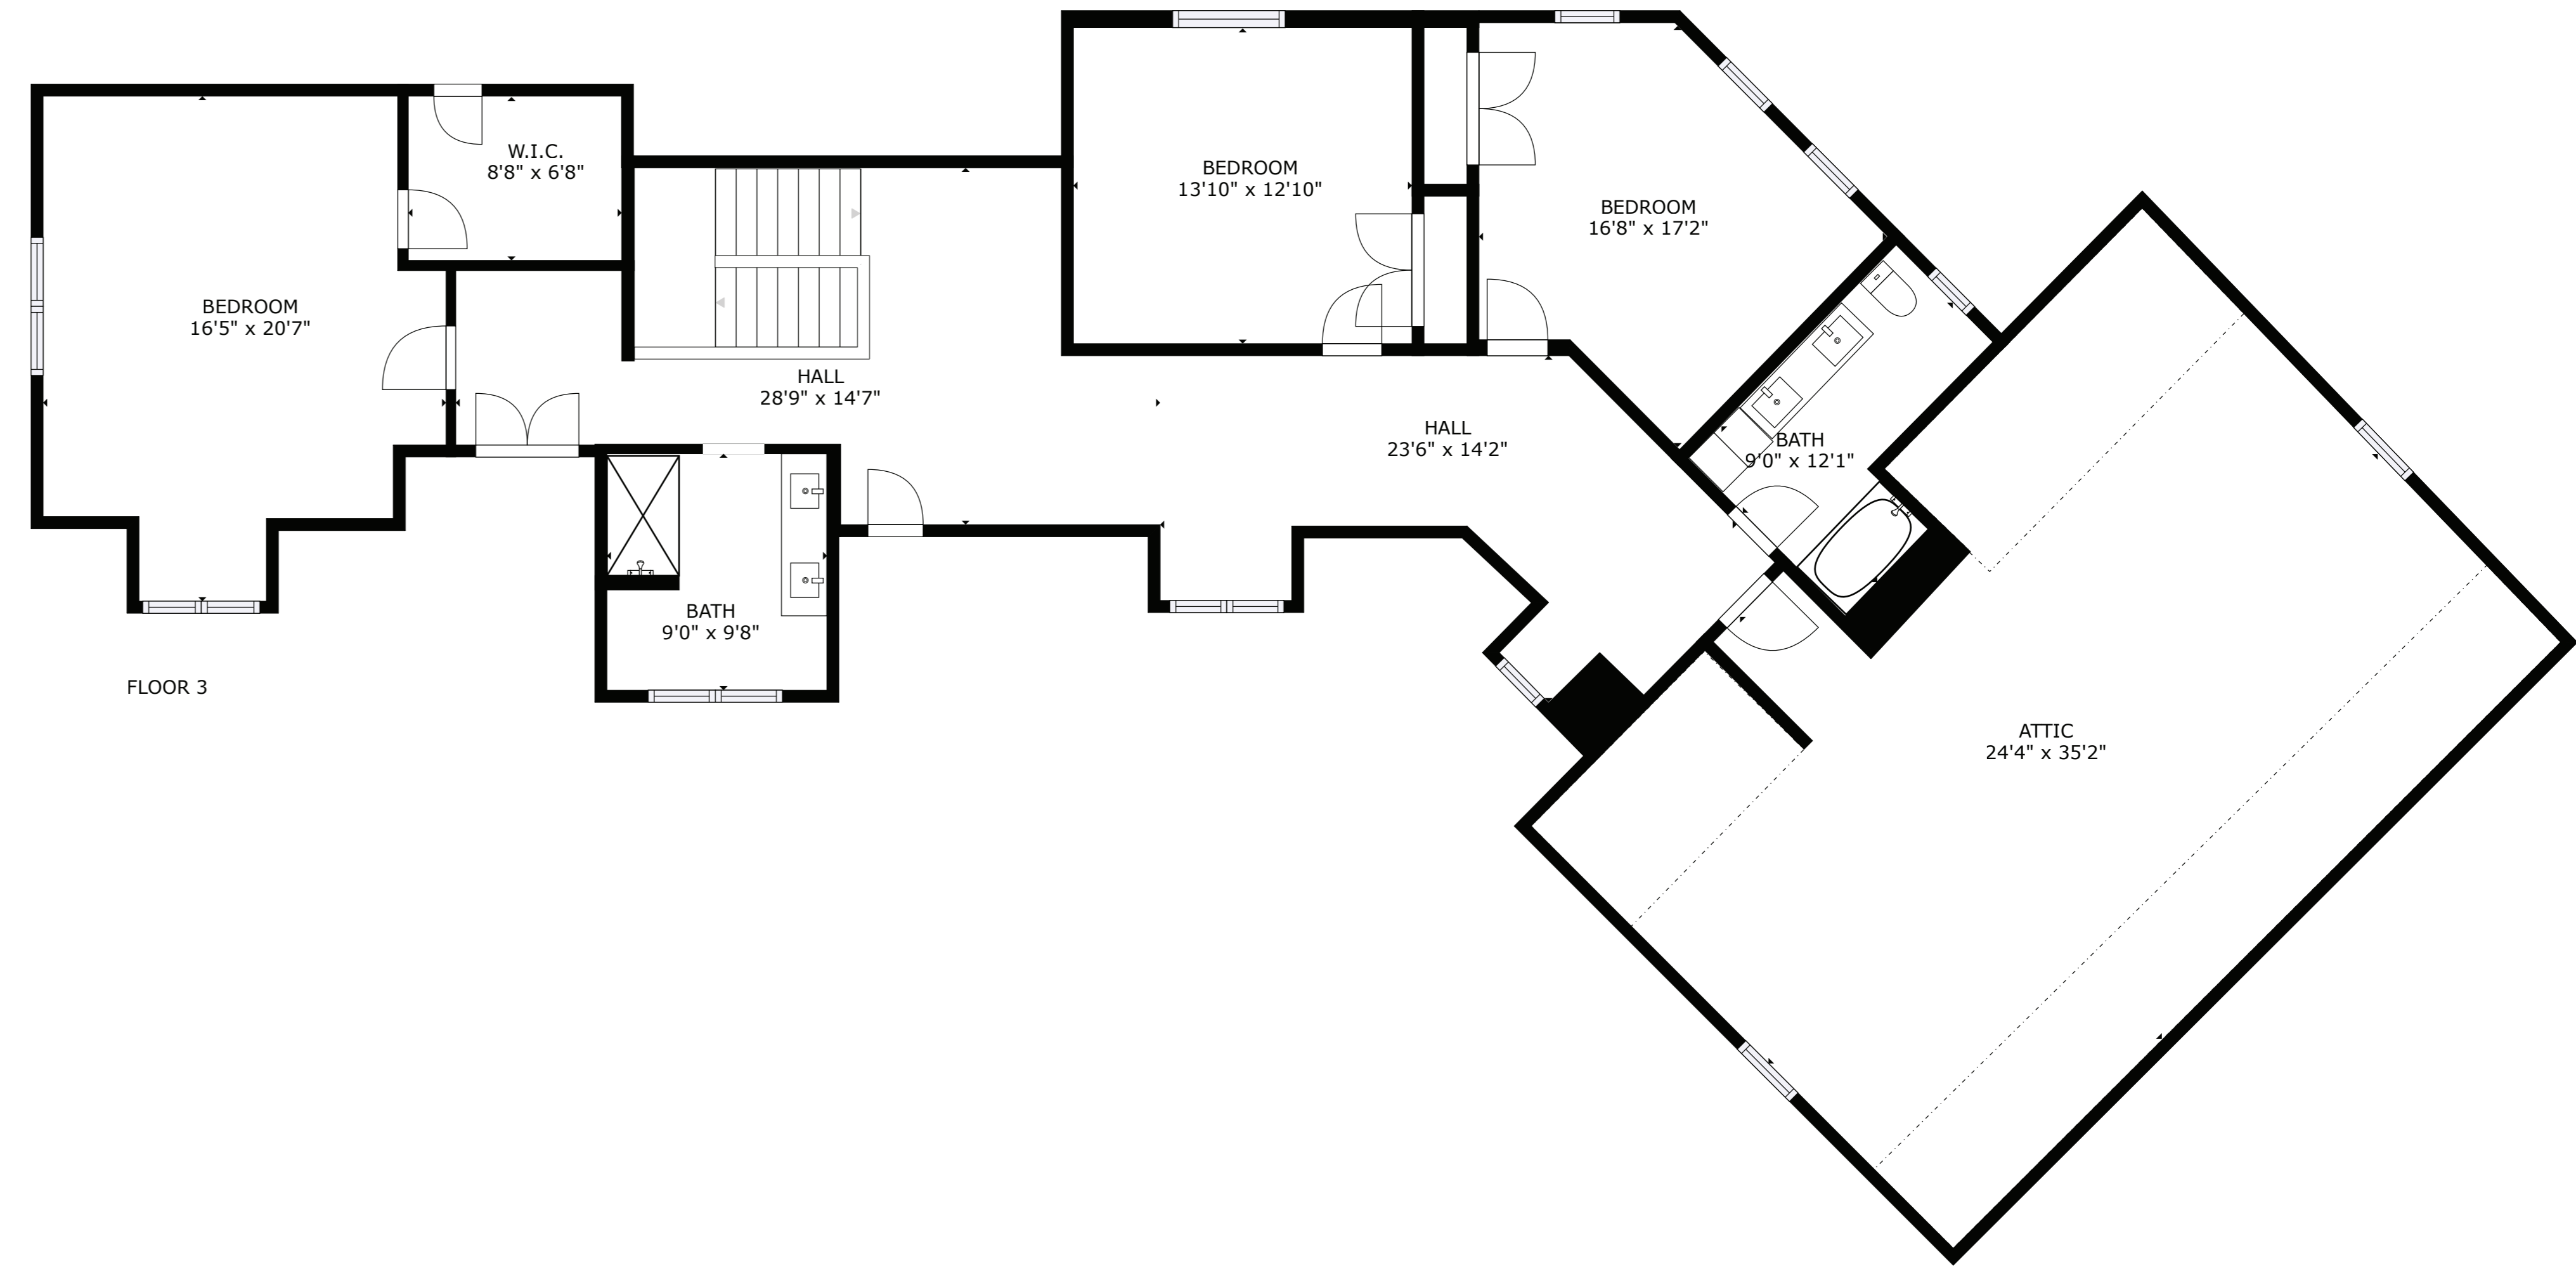 W.I.C.
8'8" x 6'8"
BEDROOM
13'10" x 12'10"
BEDROOM
16'8" x 17'2"
BEDROOM
16'5" x 20'7"
HALL
28'9" x 14'7"
HALL
23'6" x 14'2"
BATH
9'0" x 12'1"
BATH
9'0" x 9'8"
FLOOR 3
ATTIC
24'4" x 35'2"